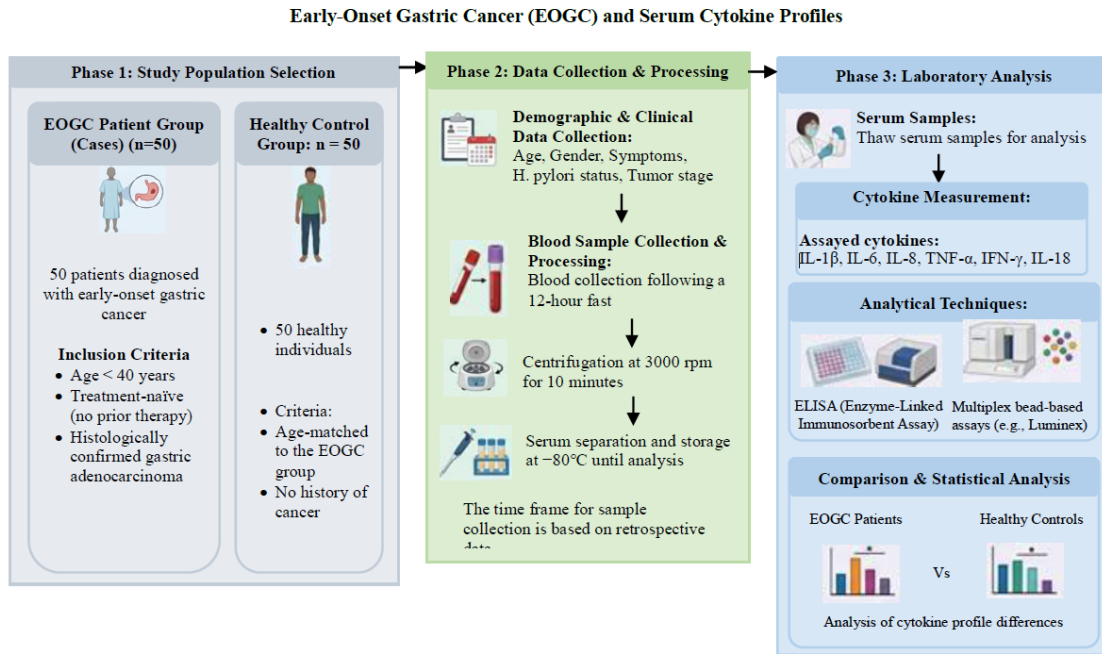 Early-Onset Gastric Cancer (EOGC) and Serum Cytokine Profiles
Phase 1: Study Population Selection
EOGC Patient Group
(Cases) (n=50)
50 patients diagnosed
with early-onset gastric
cancer
Inclusion Criteria
• Age < 40 years
• Treatment-naïve
(no prior therapy)
• Histologically
confirmed gastric
adenocarcinoma
Healthy Control
Group: n = 50
• 50 healthy
individuals
• Criteria:
• Age-matched
to the EOGC
group
• No history of
cancer
Phase 2: Data Collection & Processing
Demographic & Clinical
Data Collection:
Age, Gender, Symptoms,
H. pylori status, Tumor stage
Blood Sample Collection &
Processing:
Blood collection following a
12-hour fast
Centrifugation at 3000 rpm
for 10 minutes
Serum separation and storage
at −80°C until analysis
The time frame for sample
collection is based on retrospective
data
Phase 3: Laboratory Analysis
Serum Samples:
Thaw serum samples for analysis
Cytokine Measurement:
Assayed cytokines:
IL-1β, IL-6, IL-8, TNF-α, IFN-γ, IL-18
Analytical Techniques:
ELISA (Enzyme-Linked
Immunosorbent Assay)
Multiplex bead-based
assays (e.g., Luminex)
Comparison & Statistical Analysis
EOGC Patients
Healthy Controls
Vs
Analysis of cytokine profile differences